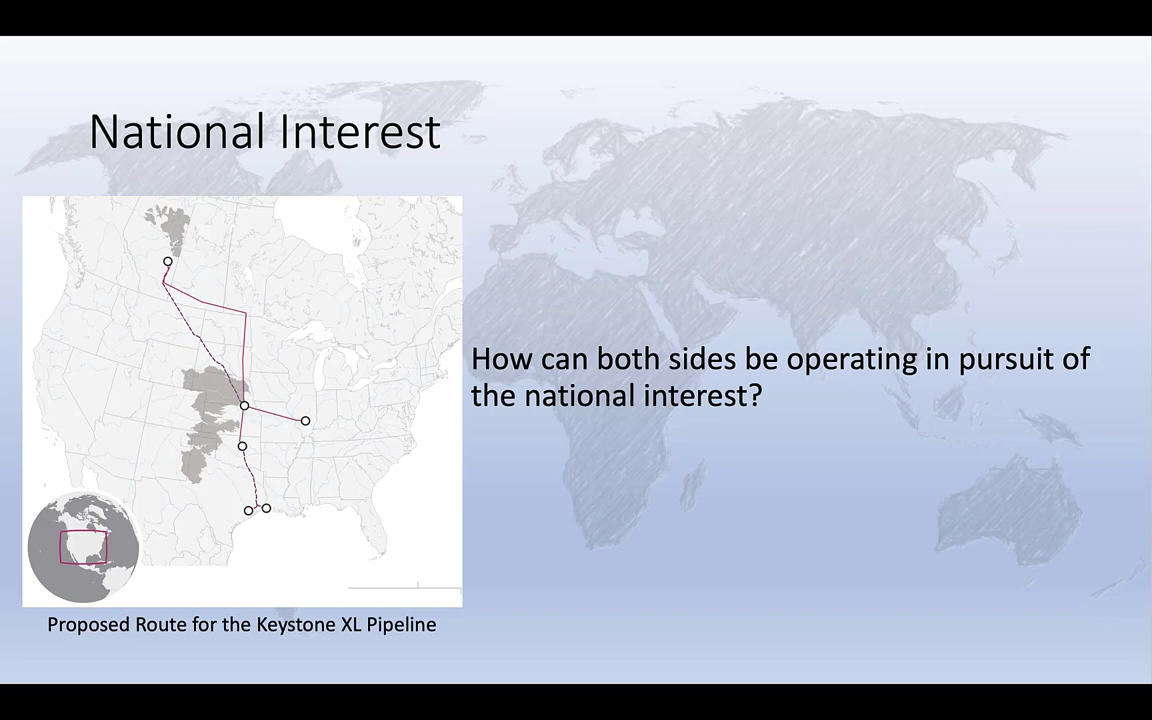 National Interest
How can both sides be operating in pursuit of
the national interest?
Proposed Route for the Keystone XL Pipeline